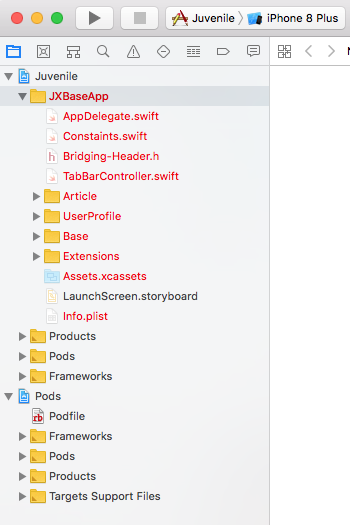 Juvenile iPhone 8 Plus
Juvenile
JXBaseApp
AppDelegate.swift
Constaints.swift
Bridging-Header.h
TabBarController.swift
Article
UserProfile
Base
Extensions
Assets.xcassets
LaunchScreen.storyboard
Info.plist
Products
Pods
Frameworks
Pods
Podfile
Frameworks
Pods
Products
Targets Support Files